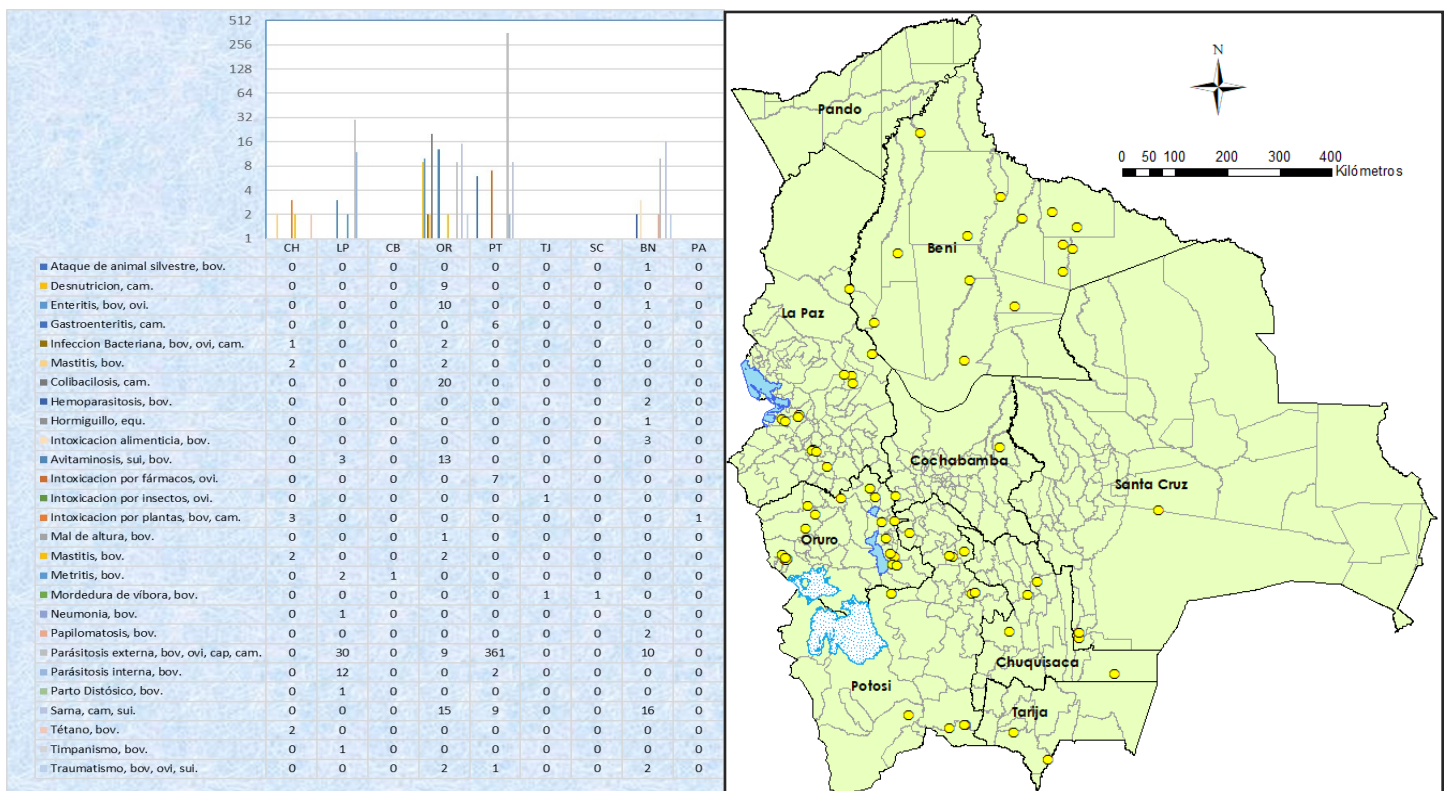 512
256
128
64
32
16
8
4
2
1
CH LP CB OR PT TJ SC BN PA
Ataque de animal silvestre, bov. 0 0 0 0 0 0 0 1 0
Desnutricion, cam. 0 0 0 9 0 0 0 0 0
Enteritis, bov, ovi. 0 0 0 10 0 0 0 1 0
Gastroenteritis, cam. 0 0 0 0 6 0 0 0 0
Infeccion Bacteriana, bov, ovi, cam. 1 0 0 2 0 0 0 0 0
Mastitis, bov. 2 0 0 2 0 0 0 0 0
Colibacilosis, cam. 0 0 0 20 0 0 0 0 0
Hemoparasitosis, bov. 0 0 0 0 0 0 0 2 0
Hormiguillo, equ. 0 0 0 0 0 0 0 1 0
Intoxicacion alimenticia, bov. 0 0 0 0 0 0 0 3 0
Avitaminosis, sui, bov. 0 3 0 13 0 0 0 0 0
Intoxicacion por fármacos, ovi. 0 0 0 0 7 0 0 0 0
Intoxicacion por insectos, ovi. 0 0 0 0 0 1 0 0 0
Intoxicacion por plantas, bov, cam. 3 0 0 0 0 0 0 0 1
Mal de altura, bov. 0 0 0 1 0 0 0 0 0
Mastitis, bov. 2 0 0 2 0 0 0 0 0
Metritis, bov. 0 2 1 0 0 0 0 0 0
Mordedura de víbora, bov. 0 0 0 0 0 1 1 0 0
Neumonia, bov. 0 1 0 0 0 0 0 0 0
Papilomatosis, bov. 0 0 0 0 0 0 0 2 0
Parásitosis externa, bov, ovi, cap, cam. 0 30 0 9 361 0 0 10 0
Parásitosis interna, bov. 0 12 0 0 2 0 0 0 0
Parto Distósico, bov. 0 1 0 0 0 0 0 0 0
Sarna, cam, sui. 0 0 0 15 9 0 0 16 0
Tétano, bov. 2 0 0 0 0 0 0 0 0
Timpanismo, bov. 0 1 0 0 0 0 0 0 0
Traumatismo, bov, ovi, sui. 0 0 0 2 1 0 0 2 0
N
0 50 100 200 300 400
Kilómetros
Pando
Beni
La Paz
Cochabamba
Santa Cruz
Oruro
Chuquisaca
Potosi
Tarija